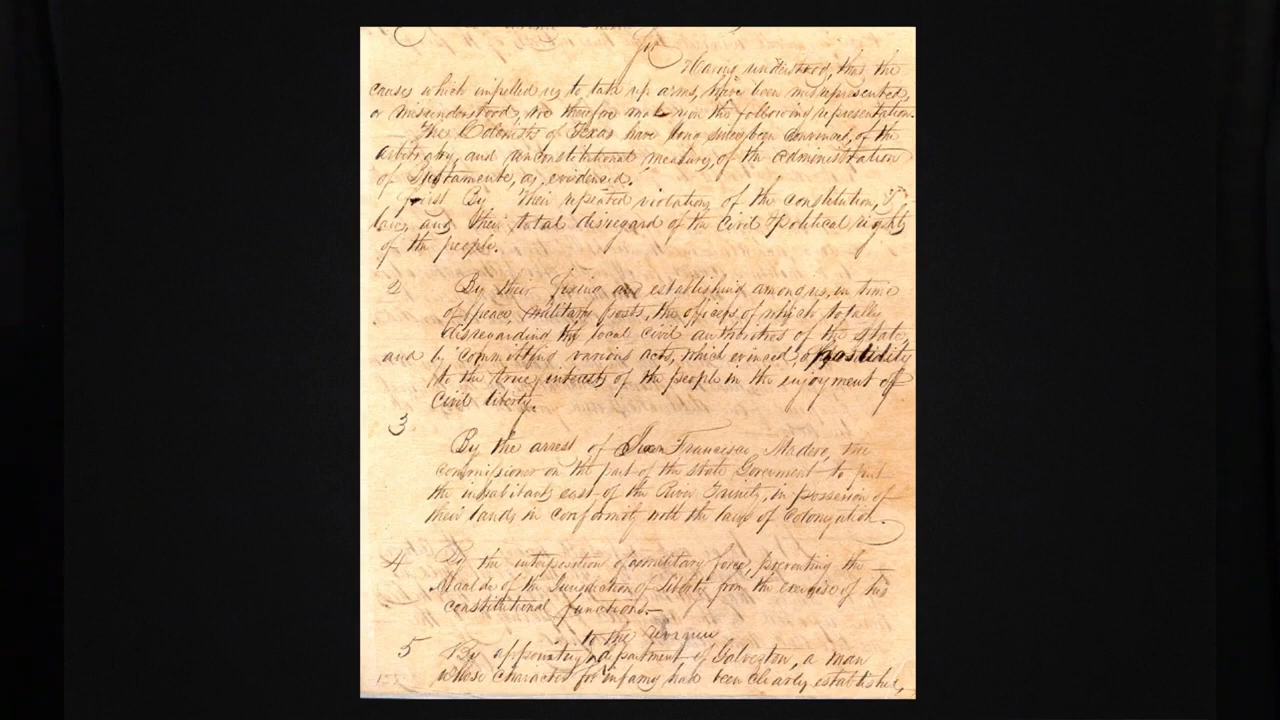 Sir
Having understood, that the
causes which impelled us to take up arms, have been misrepresented,
or misunderstood, we therefore make you the following representation.
The Colonists of Texas have long since been convinced, of the
arbitrary, and unconstitutional measures, of the administration
of Bustamente, as evidenced.
First By their repeated violations of the constitution, &
laws, and their total disregard of the Civil & Political rights
of the people.
2 By their fixing and establishing among us, in time
of peace, military posts, the officers of which totally
disregarding the local civil authorities of the state,
and by committing various acts, which evinced, a hostility
to the true interests of the people in the enjoyment of
civil liberty.
3
By the arrest of Juan Francisco Madero, the
commissioner on the part of the state Goverment to put
the inhabitants east of the River Trinity, in possession of
their lands in conformity with the laws of Colonization.
4 By the interposition of a military force, preventing the
Alcalde of the Jurisdiction of Liberty from the exercise of his
constitutional functions.
to the revenue
5 By appointing department of Galveston, a man
whose character for infamy had been clearly established,